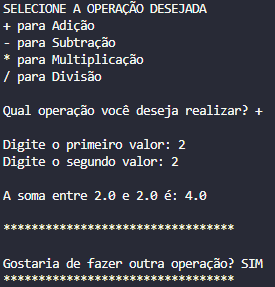 SELECIONE A OPERAÇÃO DESEJADA
+ para Adição
- para Subtração
* para Multiplicação
/ para Divisão
Qual operação você deseja realizar? +
Digite o primeiro valor: 2
Digite o segundo valor: 2
A soma entre 2.0 e 2.0 é: 4.0
*********************************
Gostaria de fazer outra operação? SIM
*********************************